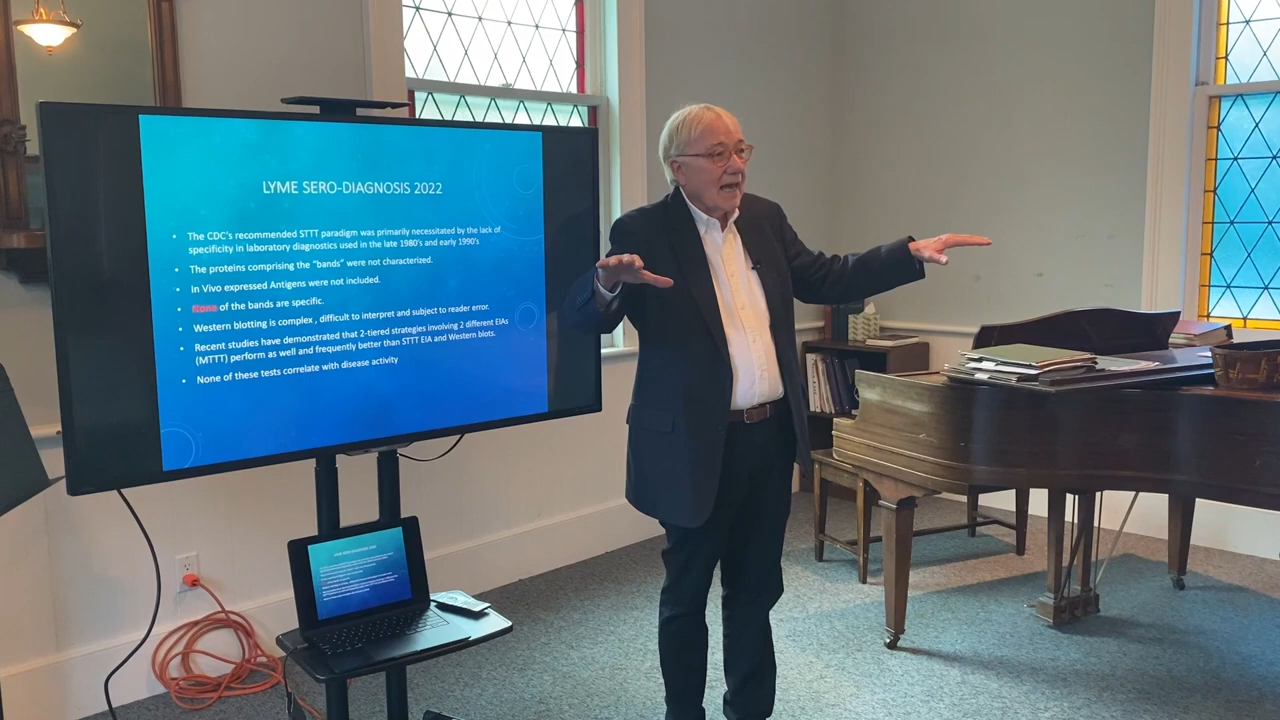 LYME SERO-DIAGNOSIS 2022
The CDC's recommended STTT paradigm was primarily necessitated by the lack of
specificity in laboratory diagnostics used in the late 1980's and early 1990's
The proteins comprising the "bands" were not characterized.
In Vivo expressed Antigens were not included.
None of the bands are specific.
Western blotting is complex , difficult to interpret and subject to reader error.
Recent studies have demonstrated that 2-tiered strategies involving 2 different EIAs
(MTTT) perform as well and frequently better than STTT EIA and Western blots.
None of these tests correlate with disease activity